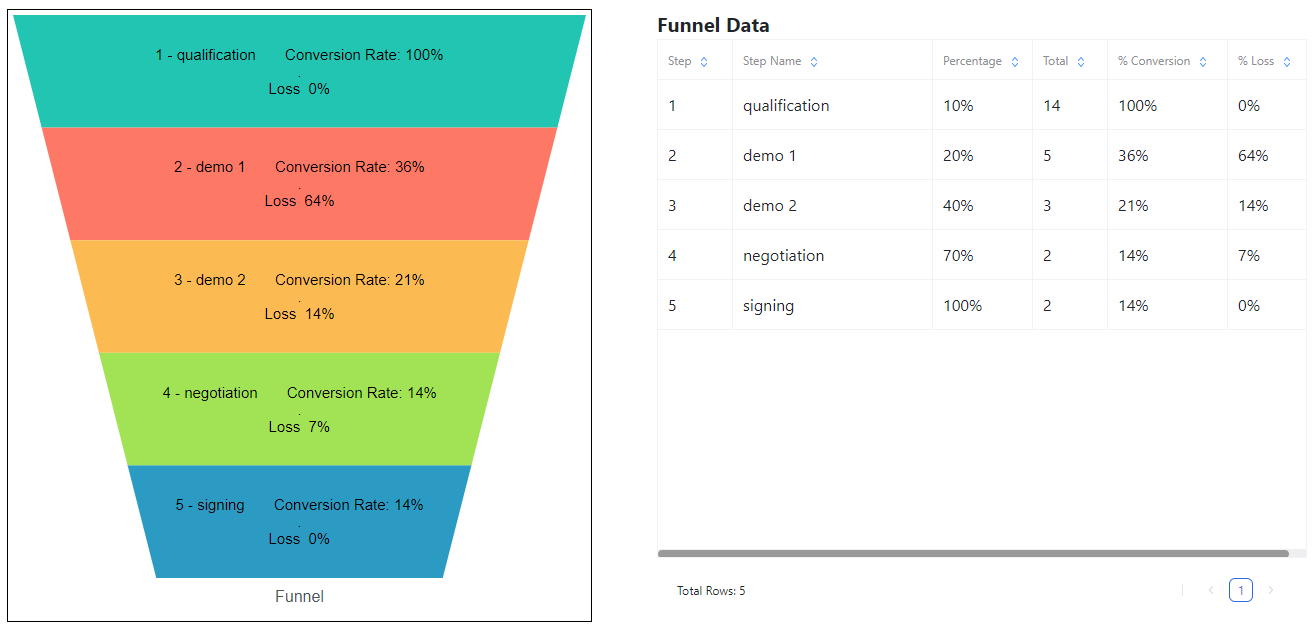 1 - qualification Conversion Rate: 100%
.
Loss 0%
2 - demo 1 Conversion Rate: 36%
.
Loss 64%
3 - demo 2 Conversion Rate: 21%
.
Loss 14%
4 - negotiation Conversion Rate: 14%
.
Loss 7%
5 - signing Conversion Rate: 14%
.
Loss 0%
Funnel
Funnel Data
Step Step Name Percentage Total % Conversion % Loss
1 qualification 10% 14 100% 0%
2 demo 1 20% 5 36% 64%
3 demo 2 40% 3 21% 14%
4 negotiation 70% 2 14% 7%
5 signing 100% 2 14% 0%
Total Rows: 5 1